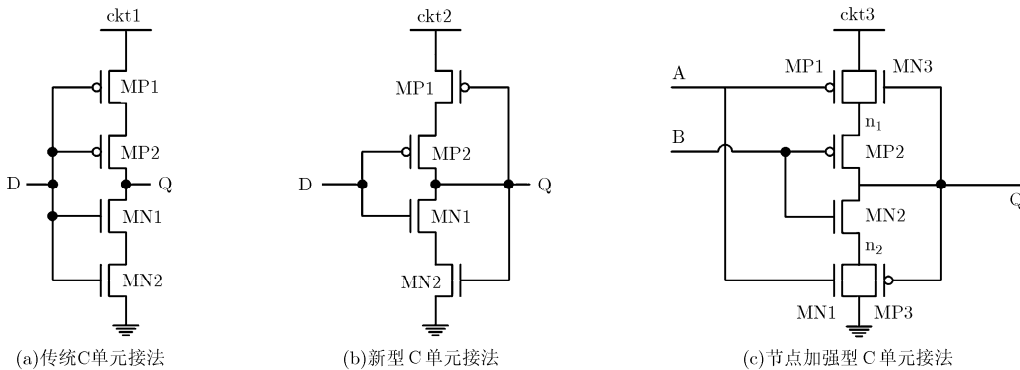 ckt1
MP1
MP2
D
Q
MN1
MN2
(a)传统C单元接法
ckt2
MP1
MP2
D
Q
MN1
MN2
(b)新型C单元接法
ckt3
A
MP1
MN3
n1
B
MP2
Q
MN2
n2
MN1
MP3
(c)节点加强型C单元接法